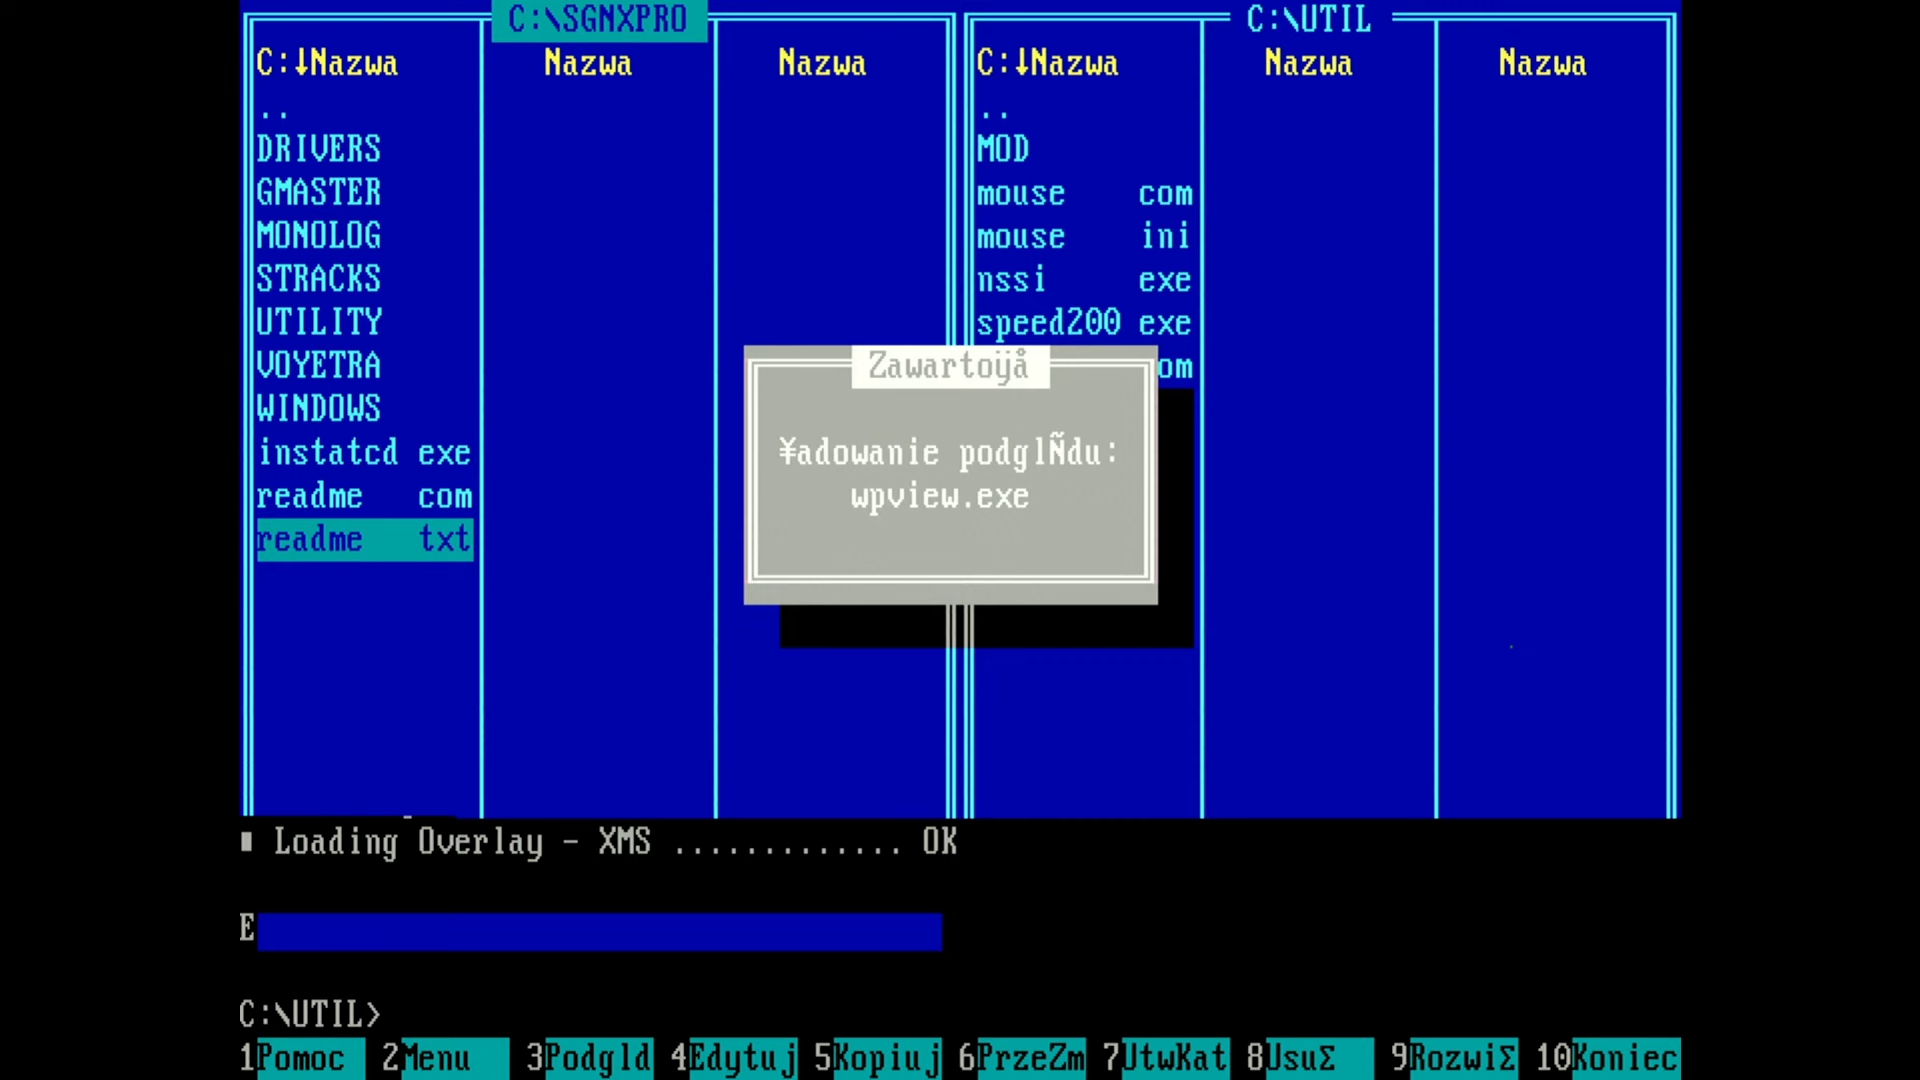 C:\SGNXPRO
C:\UTIL
C:↓Nazwa Nazwa Nazwa
C:↓Nazwa Nazwa Nazwa
..
DRIVERS
GMASTER
MONOLOG
STRACKS
UTILITY
VOYETRA
WINDOWS
instatcd exe
readme com
readme txt
..
MOD
mouse com
mouse ini
nssi exe
speed200 exe
om
Zawartoÿå
¥adowanie podglÑdu:
wpview.exe
Loading Overlay - XMS ............. OK
E
C:\UTIL>
1Pomoc 2Menu 3Podgld 4Edytuj 5Kopiuj 6PrzeZm 7UtwKat 8UsuΣ 9RozwiΣ 10Koniec